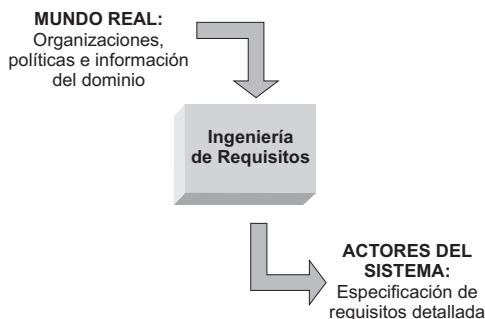 MUNDO REAL:
Organizaciones,
políticas e información
del dominio
Ingeniería
de Requisitos
ACTORES DEL
SISTEMA:
Especificación de
requisitos detallada